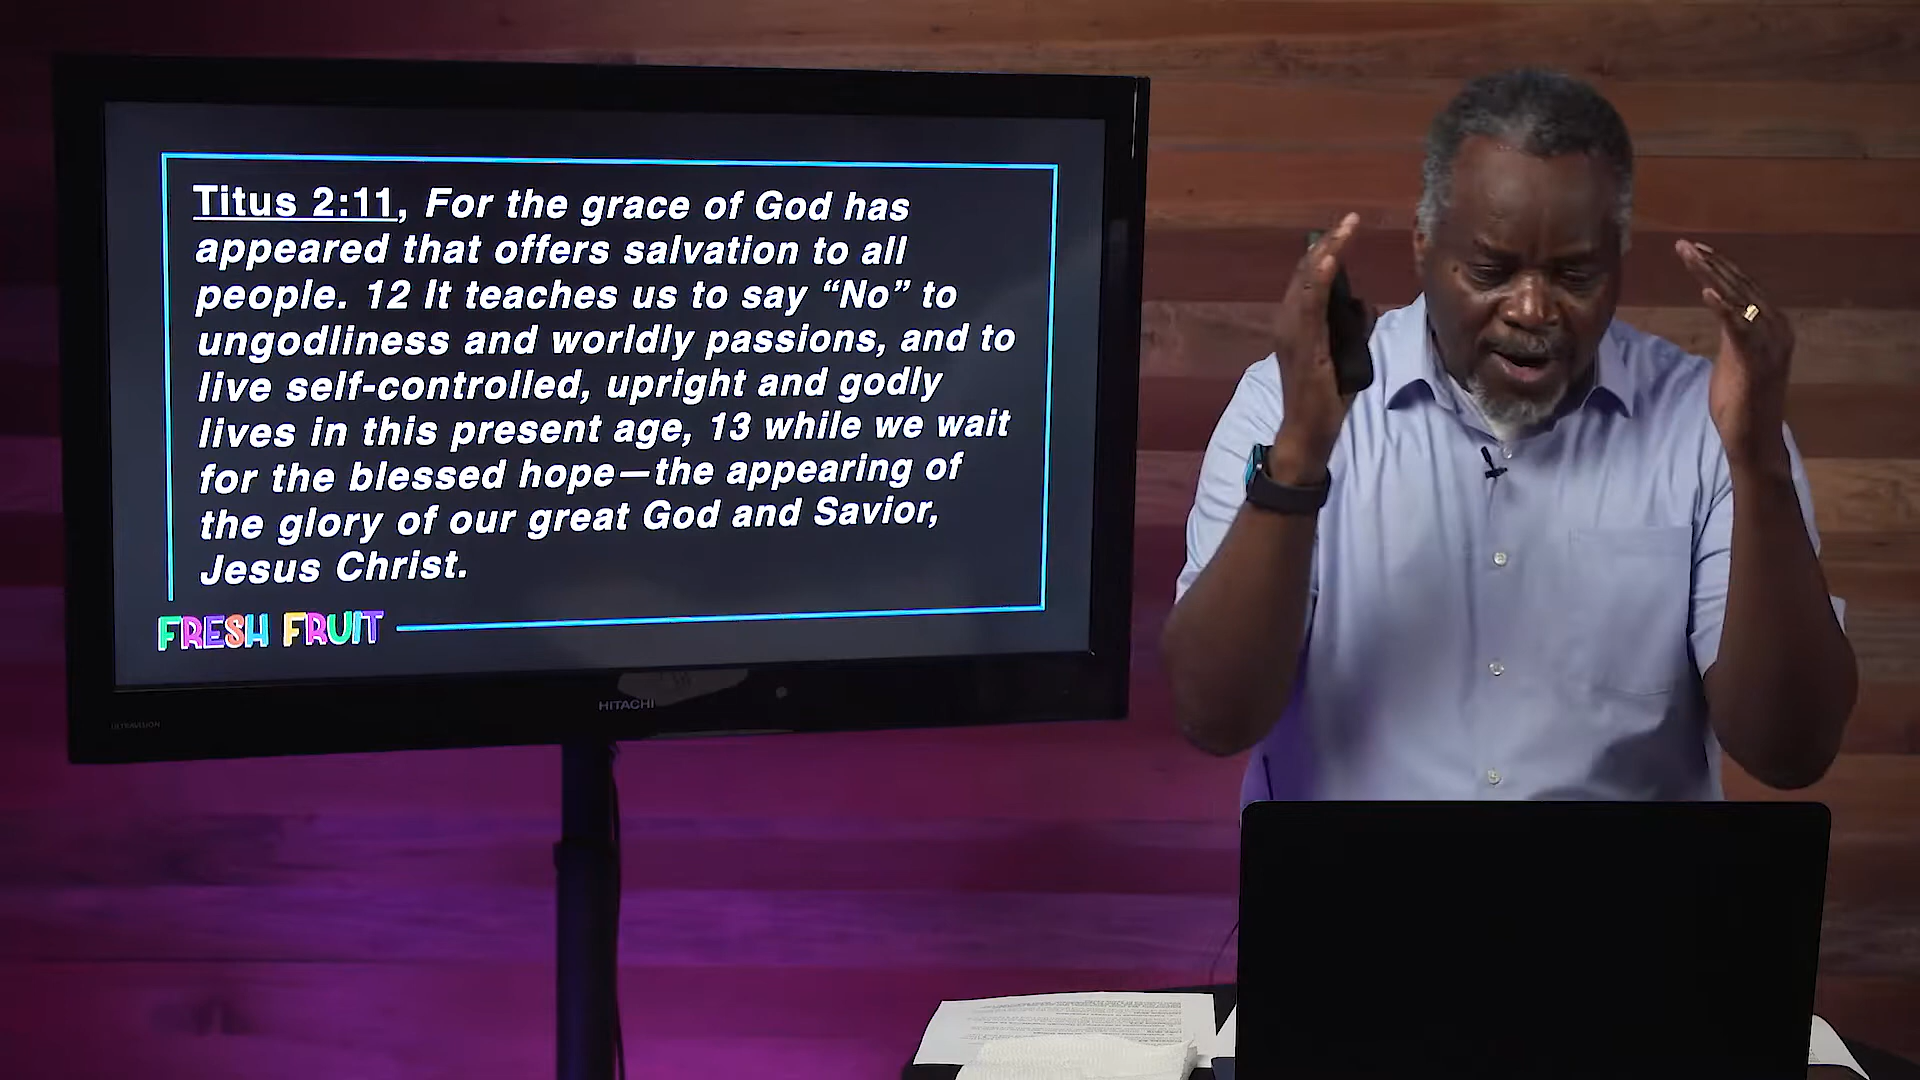 Titus 2:11, For the grace of God has
appeared that offers salvation to all
people. 12 It teaches us to say “No” to
ungodliness and worldly passions, and to
live self-controlled, upright and godly
lives in this present age, 13 while we wait
for the blessed hope—the appearing of
the glory of our great God and Savior,
Jesus Christ.
FRESH FRUIT
HITACHI
ULTRAVISION